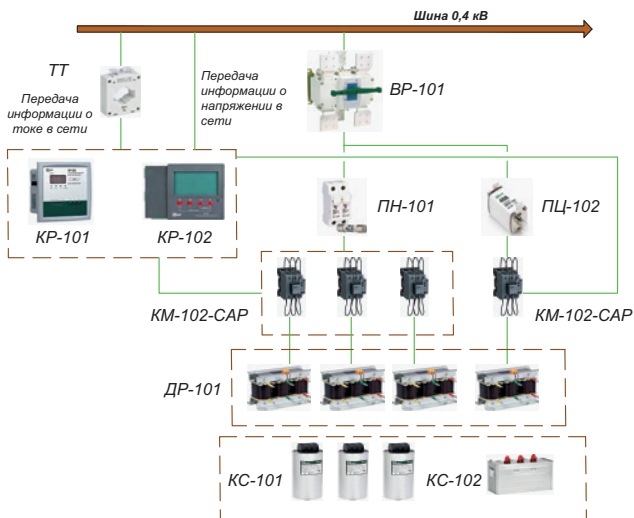 Шина 0,4 кВ
ТТ
Передача
информации о
токе в сети
Передача
информации о
напряжении в
сети
ВР-101
КР-101
КР-102
ПН-101
ПЦ-102
КМ-102-САР
КМ-102-САР
ДР-101
КС-101
КС-102